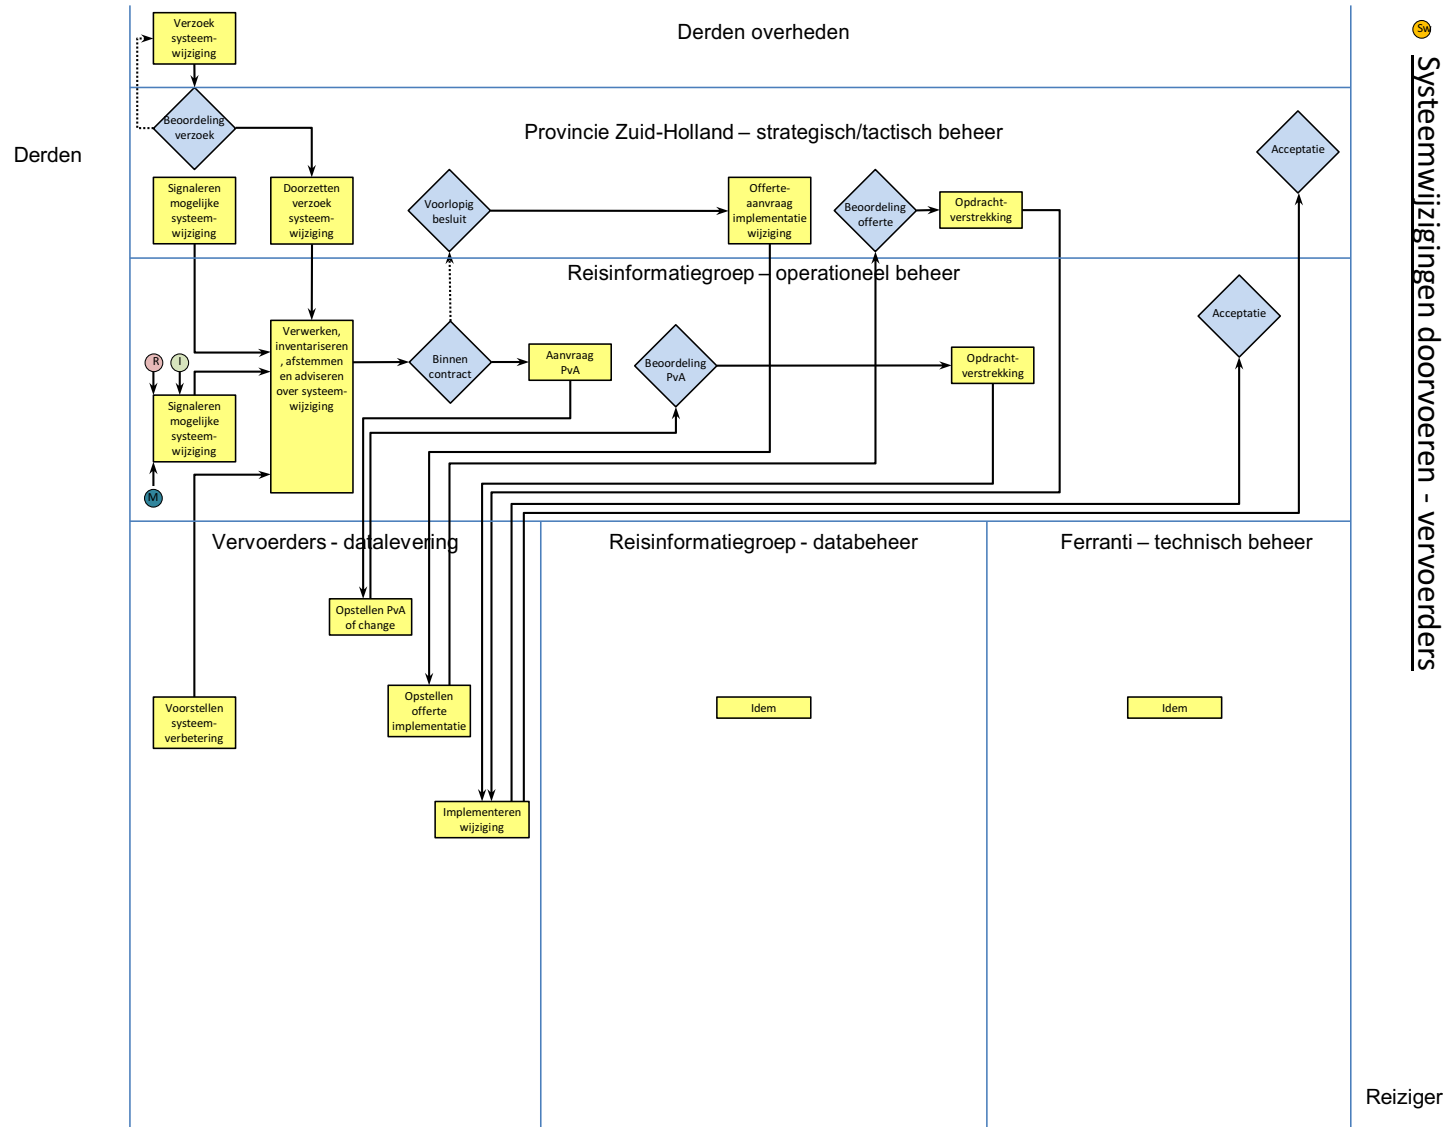 Verzoek
systeem-
wijziging
Derden overheden
Sw
Systeemwijzigingen doorvoeren - vervoerders
Derden
Beoordeling
verzoek
Provincie Zuid-Holland – strategisch/tactisch beheer
Acceptatie
Signaleren
mogelijke
systeem-
wijziging
Doorzetten
verzoek
systeem-
wijziging
Voorlopig
besluit
Offerte-
aanvraag
implementatie
wijziging
Beoordeling
offerte
Opdracht-
verstrekking
Reisinformatiegroep – operationeel beheer
Acceptatie
Verwerken,
inventariseren
, afstemmen
en adviseren
over systeem-
wijziging
Binnen
contract
Aanvraag
PvA
Beoordeling
PvA
Opdracht-
verstrekking
R
I
Signaleren
mogelijke
systeem-
wijziging
M
Vervoerders - datalevering
Reisinformatiegroep - databeheer
Ferranti – technisch beheer
Opstellen PvA
of change
Voorstellen
systeem-
verbetering
Opstellen
offerte
implementatie
Idem
Idem
Implementeren
wijziging
Reiziger